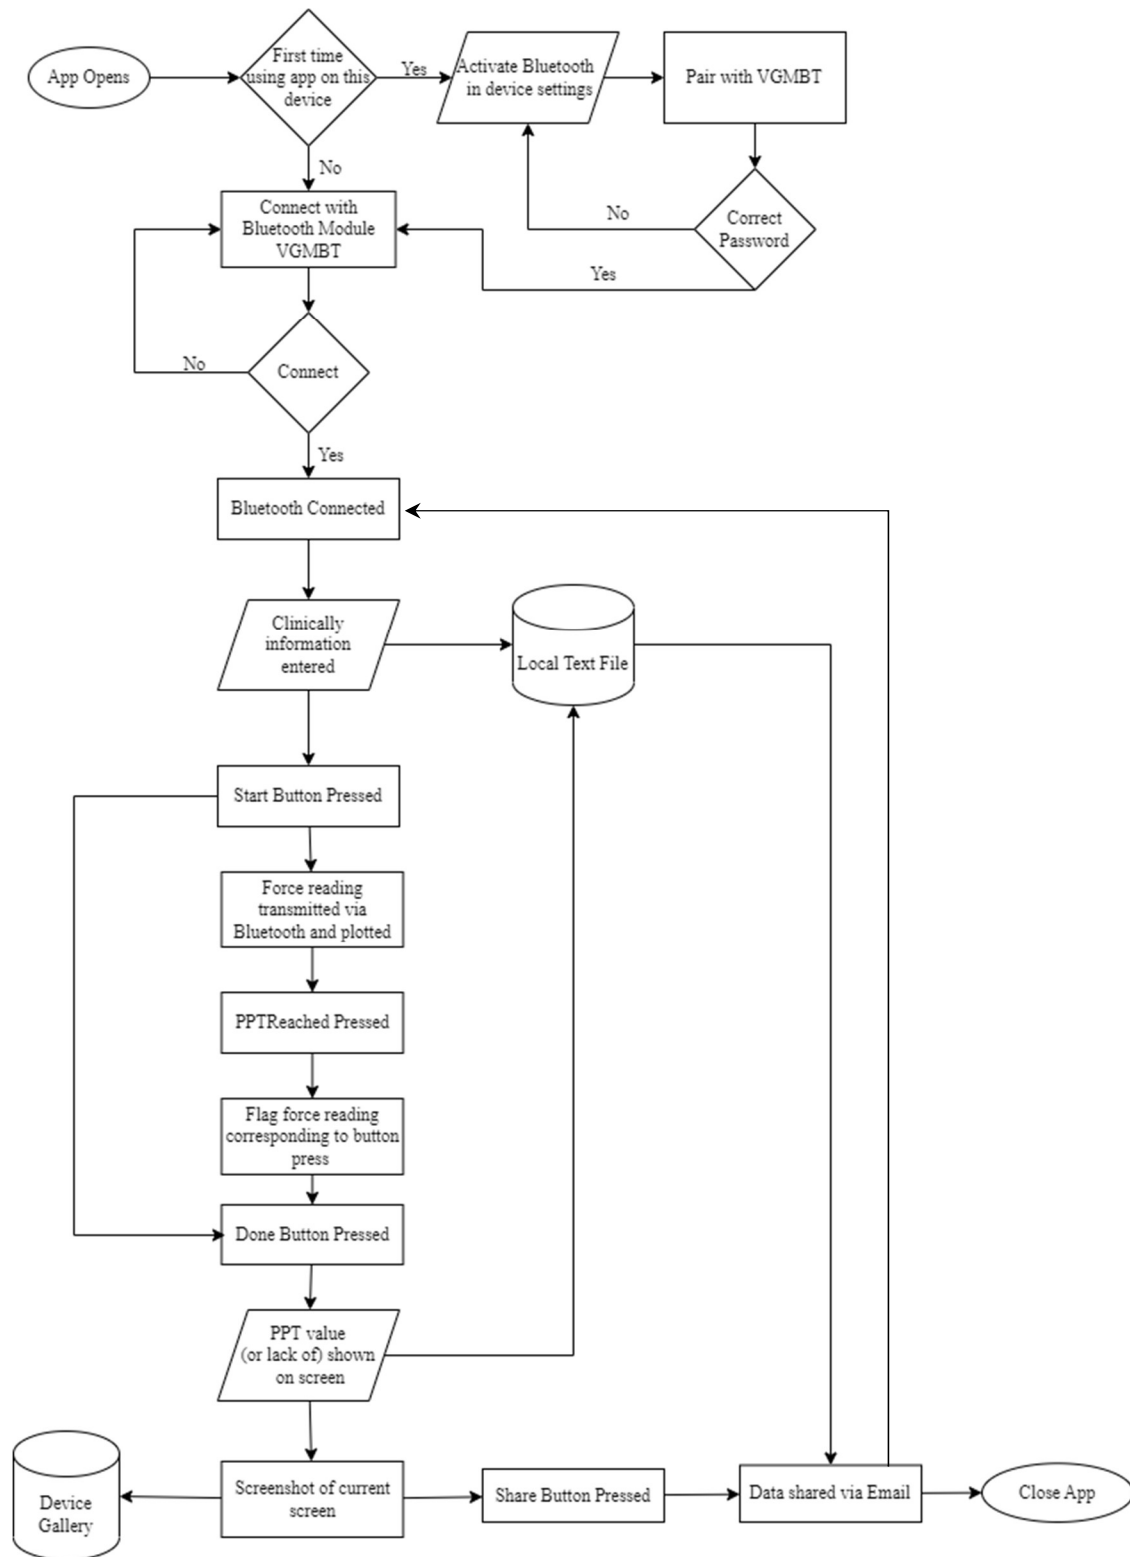 App Opens
First time
using app on this
device
Yes
Activate Bluetooth
in device settings
Pair with VGMBT
No
Connect with
Bluetooth Module
VGMBT
No
Correct
Password
Yes
No
Connect
Yes
Bluetooth Connected
Clinically
information
entered
Local Text File
Start Button Pressed
Force reading
transmitted via
Bluetooth and plotted
PPTReached Pressed
Flag force reading
corresponding to button
press
Done Button Pressed
PPT value
(or lack of) shown
on screen
Device
Gallery
Screenshot of current
screen
Share Button Pressed
Data shared via Email
Close App